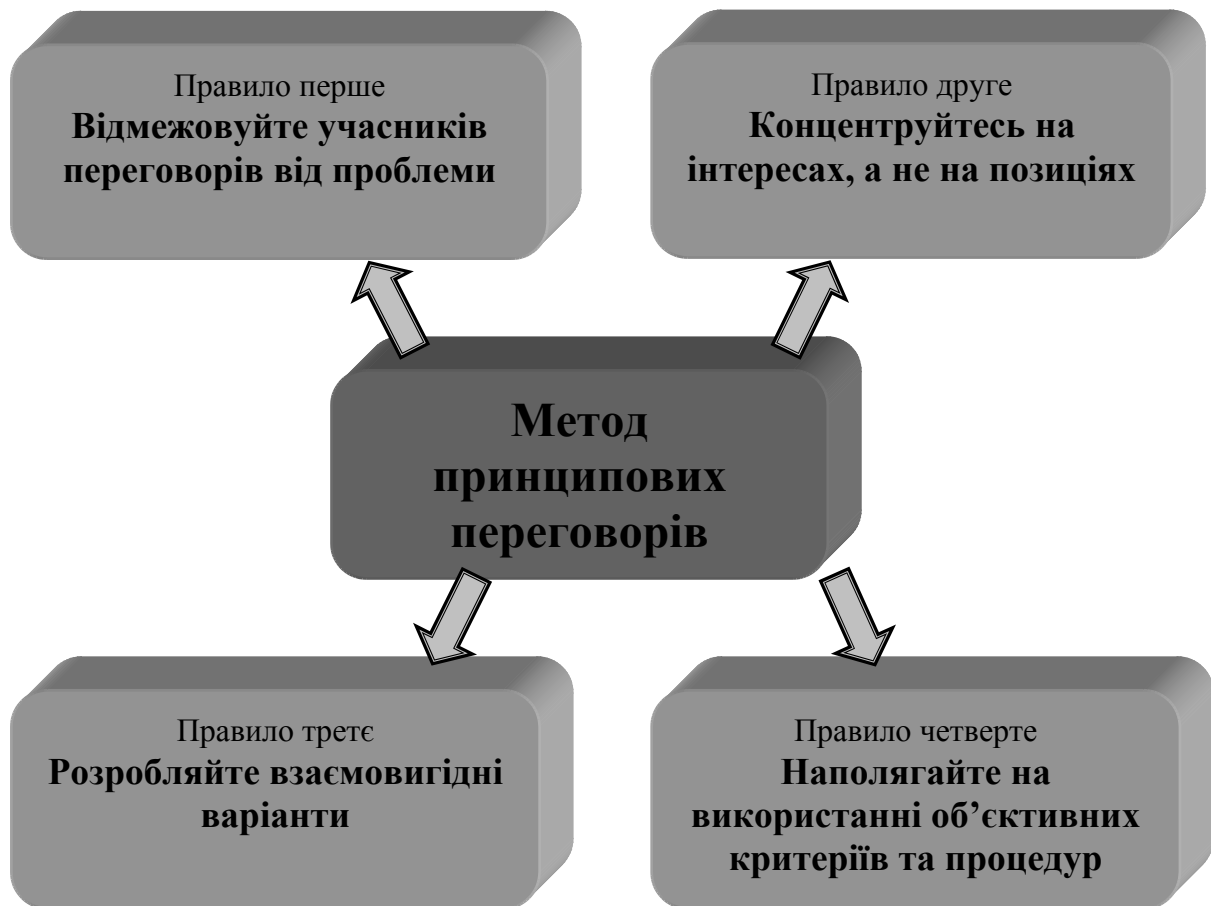 Правило перше
Відмежовуйте учасників
переговорів від проблеми
Правило друге
Концентруйтесь на
інтересах, а не на позиціях
Метод
принципових
переговорів
Правило третє
Розробляйте взаємовигідні
варіанти
Правило четверте
Наполягайте на
використанні об’єктивних
критеріїв та процедур